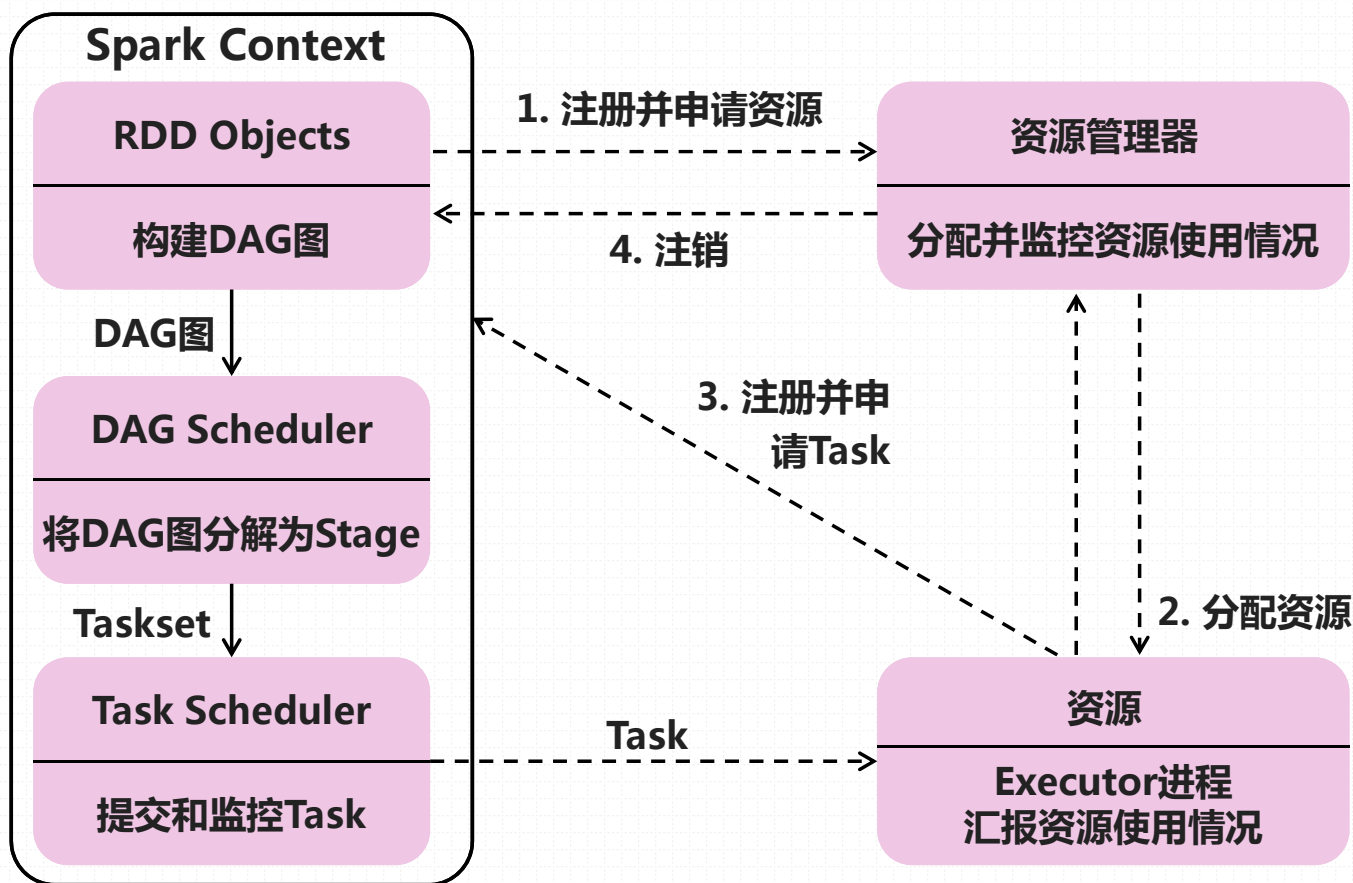 Spark Context
RDD Objects
构建DAG图
DAG图
DAG Scheduler
将DAG图分解为Stage
Taskset
Task Scheduler
提交和监控Task
1. 注册并申请资源
4. 注销
3. 注册并申
请Task
Task
资源管理器
分配并监控资源使用情况
2. 分配资源
资源
Executor进程
汇报资源使用情况